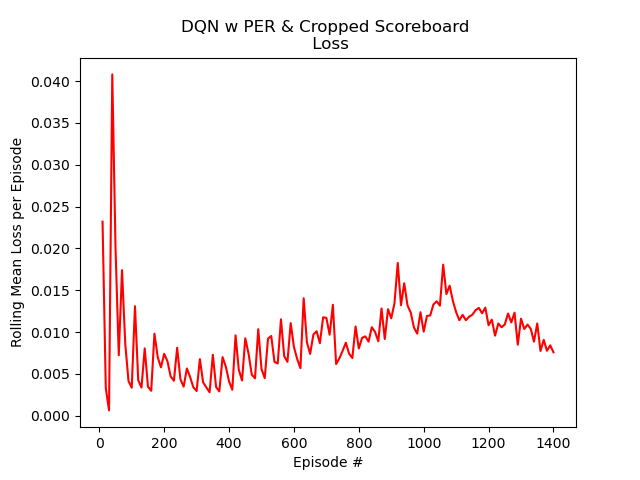 DQN w PER & Cropped Scoreboard
Loss
0.040
0.035
0.030
0.025
0.020
0.015
0.010
0.005
0.000
Rolling Mean Loss per Episode
0 200 400 600 800 1000 1200 1400
Episode #